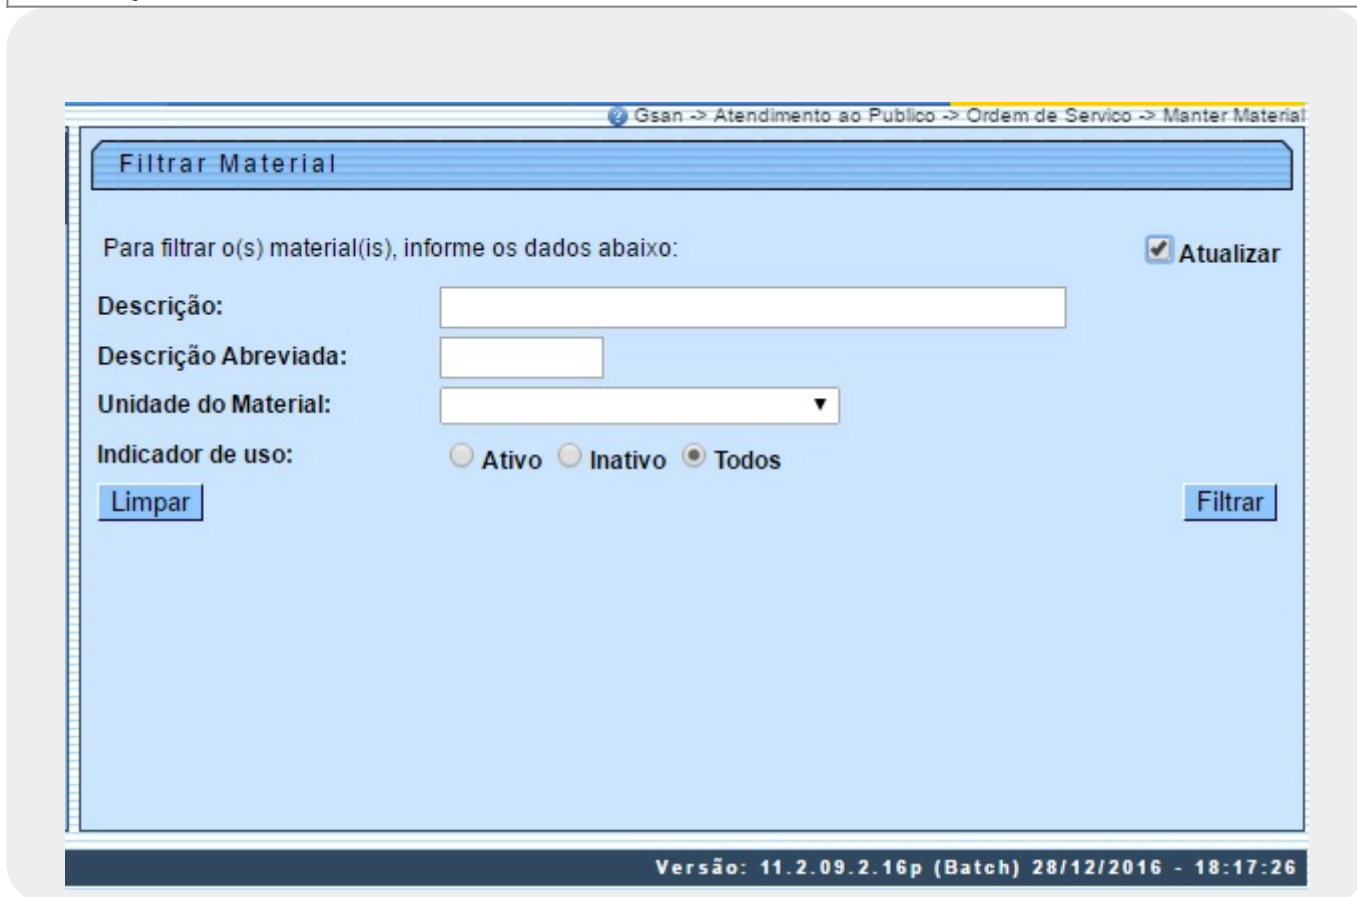 Gsan -> Atendimento ao Publico -> Ordem de Servico -> Manter Material
Filtrar Material
Para filtrar o(s) material(is), informe os dados abaixo:
Atualizar
Descrição:
Descrição Abreviada:
Unidade do Material:
Indicador de uso:
Ativo Inativo Todos
Limpar
Filtrar
Versão: 11.2.09.2.16p (Batch) 28/12/2016 - 18:17:26